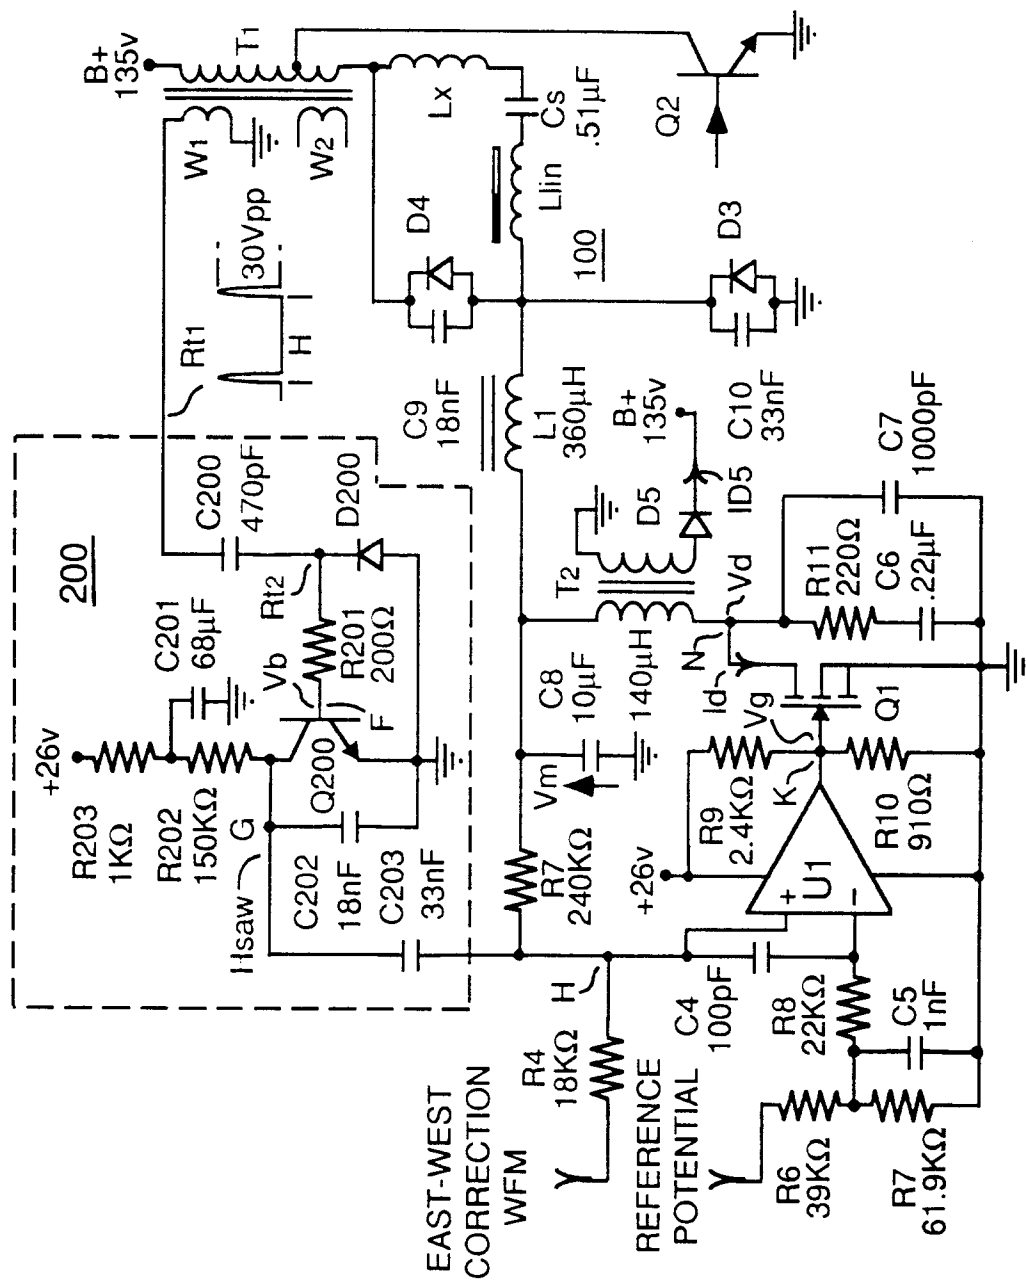 +26v
R203
1KΩ
R202
150KΩ
C201
68µF
200
C200
470pF
D200
Rt2
R201
200Ω
Vb
F
Q200
G
Hsaw
C202
18nF
C203
33nF
Rt1
H
30Vpp
B+
135v
T1
W1
W2
Lx
Cs
.51µF
Llin
100
Q2
D4
C9
18nF
D3
C10
33nF
L1
360µH
B+
135v
D5
ID5
T2
140µH
C8
10µF
Vm
R7
240KΩ
EAST-WEST
CORRECTION
WFM
R4
18KΩ
H
REFERENCE
POTENTIAL
R6
39KΩ
R7
61.9KΩ
R8
22KΩ
C5
1nF
C4
100pF
+26v
+
U1
–
R9
2.4KΩ
K
R10
910Ω
Vg
Q1
Id
N
Vd
R11
220Ω
C6
.22µF
C7
1000pF